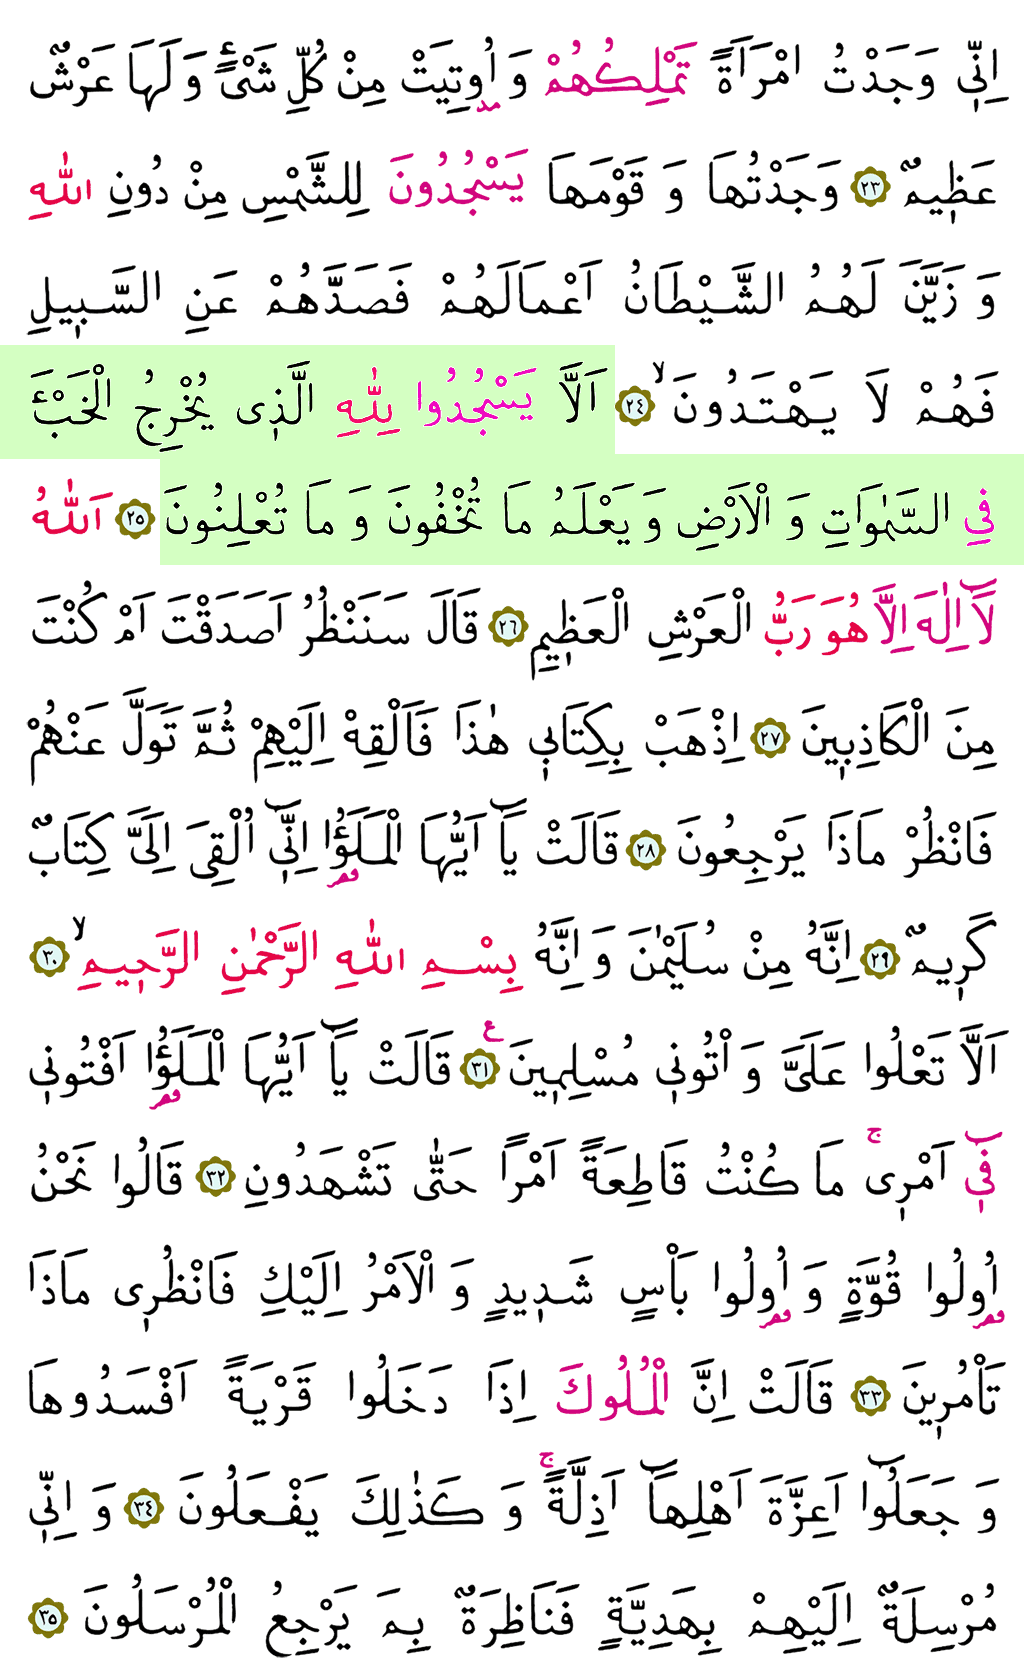 اِنّٖي وَجَدْتُ امْرَاَةً تَمْلِكُهُمْ وَ اُوتِيَتْ مِنْ كُلِّ شَيْءٍ وَ لَهَا عَرْشٌ
عَظٖيمٌ ٢٣ وَجَدْتُهَا وَ قَوْمَهَا يَسْجُدُونَ لِلشَّمْسِ مِنْ دُونِ اللّٰهِ
وَ زَيَّنَ لَهُمُ الشَّيْطَانُ اَعْمَالَهُمْ فَصَدَّهُمْ عَنِ السَّبٖيلِ
فَهُمْ لَا يَهْتَدُونَۙ ٢٤ اَلَّا يَسْجُدُوا لِلّٰهِ الَّذٖى يُخْرِجُ الْخَبْءَ
فِي السَّمٰوَاتِ وَ الْاَرْضِ وَ يَعْلَمُ مَا تُخْفُونَ وَ مَا تُعْلِنُونَ ٢٥ اَللّٰهُ
لَٓا اِلٰهَ اِلَّا هُوَ رَبُّ الْعَرْشِ الْعَظٖيمِ ٢٦ قَالَ سَنَنْظُرُ اَصَدَقْتَ اَمْ كُنْتَ
مِنَ الْكَاذِبٖينَ ٢٧ اِذْهَبْ بِكِتَابٖي هٰذَا فَاَلْقِهْ اِلَيْهِمْ ثُمَّ تَوَلَّ عَنْهُمْ
فَانْظُرْ مَاذَا يَرْجِعُونَ ٢٨ قَالَتْ يَٓا اَيُّهَا الْمَلَؤُ۬ا اِنّٖٓي اُلْقِىَ اِلَىَّ كِتَابٌ
كَرٖيمٌ ٢٩ اِنَّهُ مِنْ سُلَيْمٰنَ وَ اِنَّهُ بِسْمِ اللّٰهِ الرَّحْمٰنِ الرَّحٖيمِۙ ٣٠
اَلَّا تَعْلُوا عَلَىَّ وَ اْتُونٖي مُسْلِمٖينَ ع ٣١ قَالَتْ يَٓا اَيُّهَا الْمَلَؤُ۬ا اَفْتُونٖي
فٖٓي اَمْرٖىۚ مَا كُنْتُ قَاطِعَةً اَمْرًا حَتّٰى تَشْهَدُونِ ٣٢ قَالُوا نَحْنُ
اُو۬لُوا قُوَّةٍ وَ اُو۬لُوا بَاْسٍ شَدٖيدٍ وَ الْاَمْرُ اِلَيْكِ فَانْظُرٖى مَاذَا
تَاْمُرٖينَ ٣٣ قَالَتْ اِنَّ الْمُلُوكَ اِذَا دَخَلُوا قَرْيَةً اَفْسَدُوهَا
وَ جَعَلُٓوا اَعِزَّةَ اَهْلِهَٓا اَذِلَّةًۚ وَ كَذٰلِكَ يَفْعَلُونَ ٣٤ وَ اِنّٖي
مُرْسِلَةٌ اِلَيْهِمْ بِهَدِيَّةٍ فَنَاظِرَةٌ بِمَ يَرْجِعُ الْمُرْسَلُونَ ٣٥